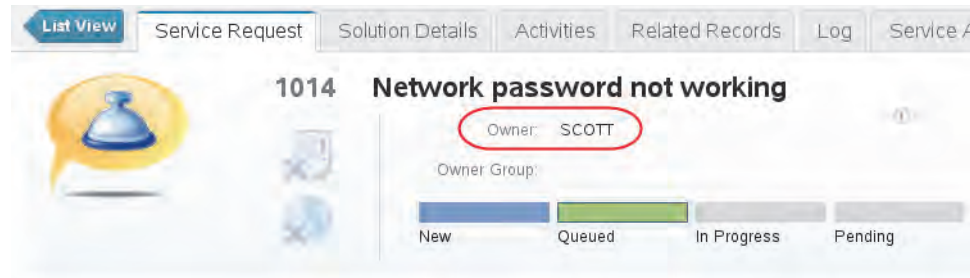 List View Service Request Solution Details Activities Related Records Log Service A
1014 Network password not working
Owner: SCOTT
Owner Group:
New Queued In Progress Pending